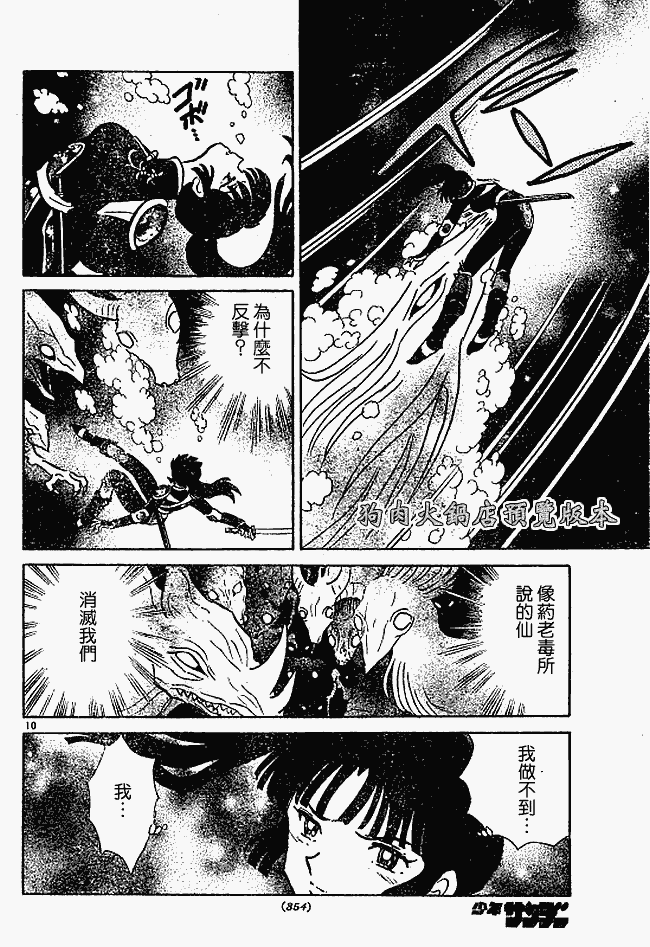 ゴボ…
為什麼不
反擊?
狗肉火鍋店預覽版本
像葯老毒所
說的仙
消滅我們
10
我做不到…
我…
(354)
少年サンデー